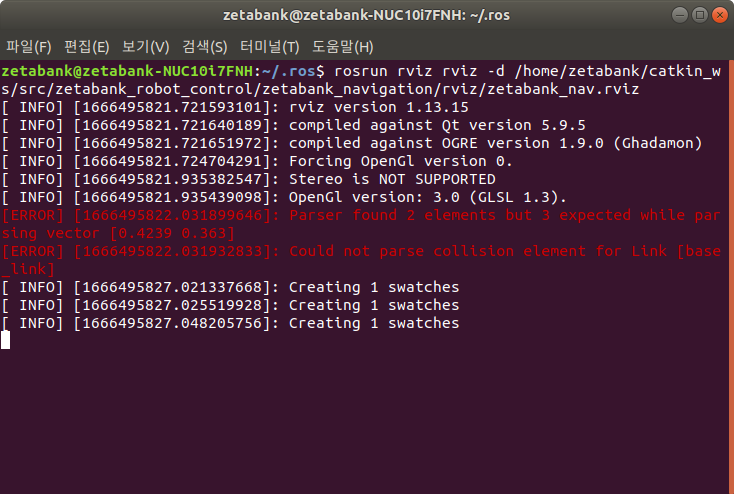 zetabank@zetabank-NUC10i7FNH: ~/.ros
파일(F) 편집(E) 보기(V) 검색(S) 터미널(T) 도움말(H)
zetabank@zetabank-NUC10i7FNH:~/.ros$ rosrun rviz rviz -d /home/zetabank/catkin_w
s/src/zetabank_robot_control/zetabank_navigation/rviz/zetabank_nav.rviz
[ INFO] [1666495821.721593101]: rviz version 1.13.15
[ INFO] [1666495821.721640189]: compiled against Qt version 5.9.5
[ INFO] [1666495821.721651972]: compiled against OGRE version 1.9.0 (Ghadamon)
[ INFO] [1666495821.724704291]: Forcing OpenGl version 0.
[ INFO] [1666495821.935382547]: Stereo is NOT SUPPORTED
[ INFO] [1666495821.935439098]: OpenGl version: 3.0 (GLSL 1.3).
[ERROR] [1666495822.031899646]: Parser found 2 elements but 3 expected while par
sing vector [0.4239 0.363]
[ERROR] [1666495822.031932833]: Could not parse collision element for Link [base
_link]
[ INFO] [1666495827.021337668]: Creating 1 swatches
[ INFO] [1666495827.025519928]: Creating 1 swatches
[ INFO] [1666495827.048205756]: Creating 1 swatches